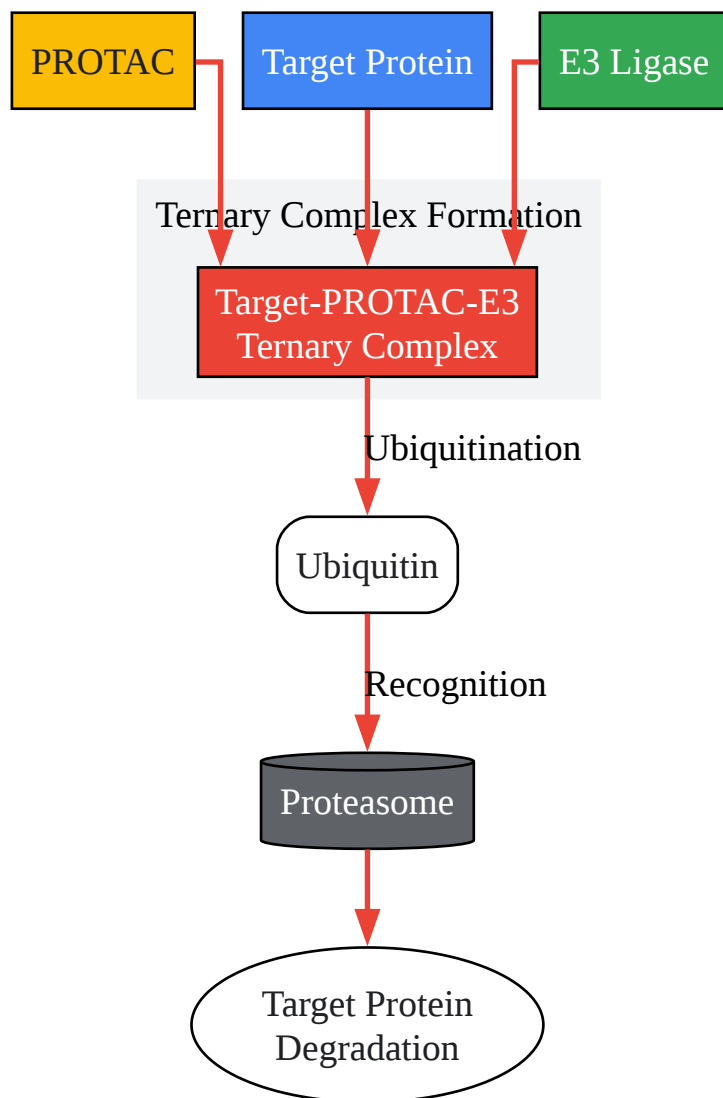 PROTAC
Target Protein
E3 Ligase
Ternary Complex Formation
Target-PROTAC-E3
Ternary Complex
Ubiquitination
Ubiquitin
Recognition
Proteasome
Target Protein
Degradation